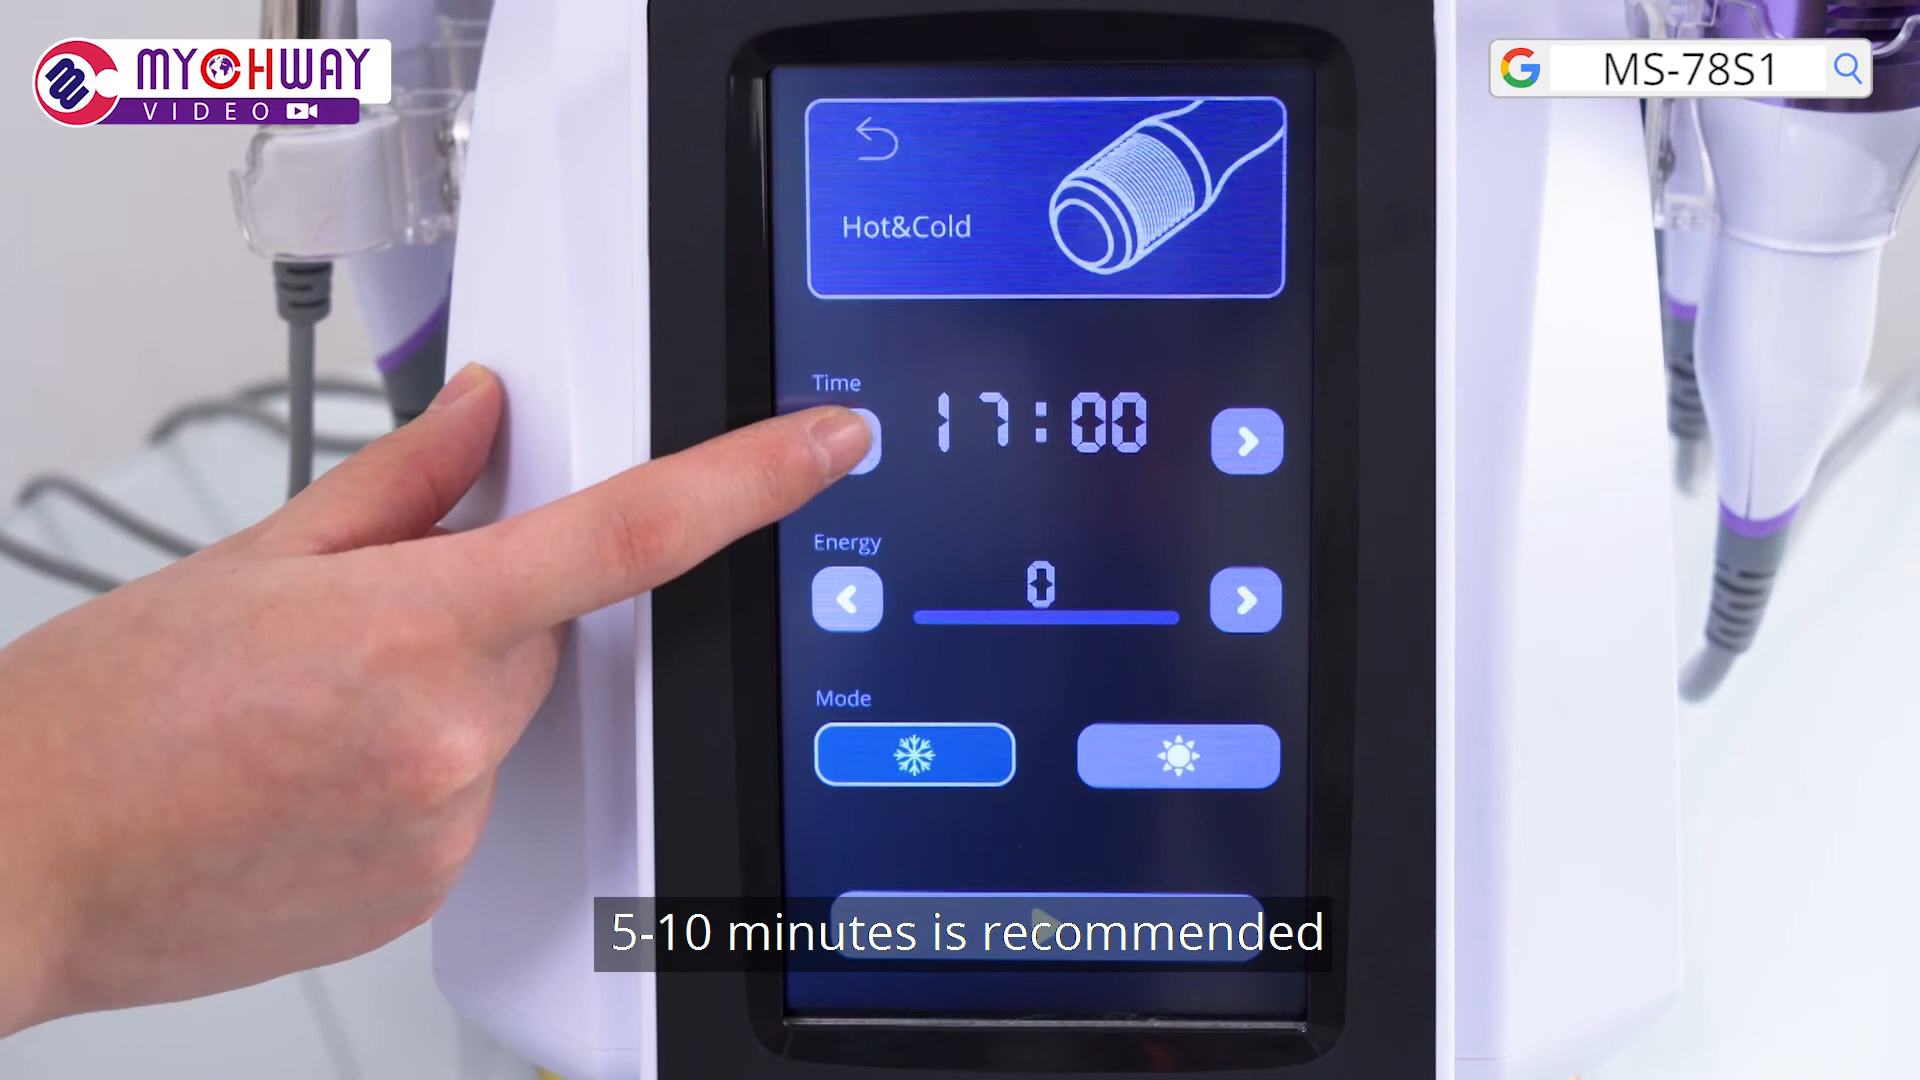 MYCHWAY
VIDEO
MS-78S1
Hot&Cold
Time
17:00
Energy
0
Mode
5-10 minutes is recommended